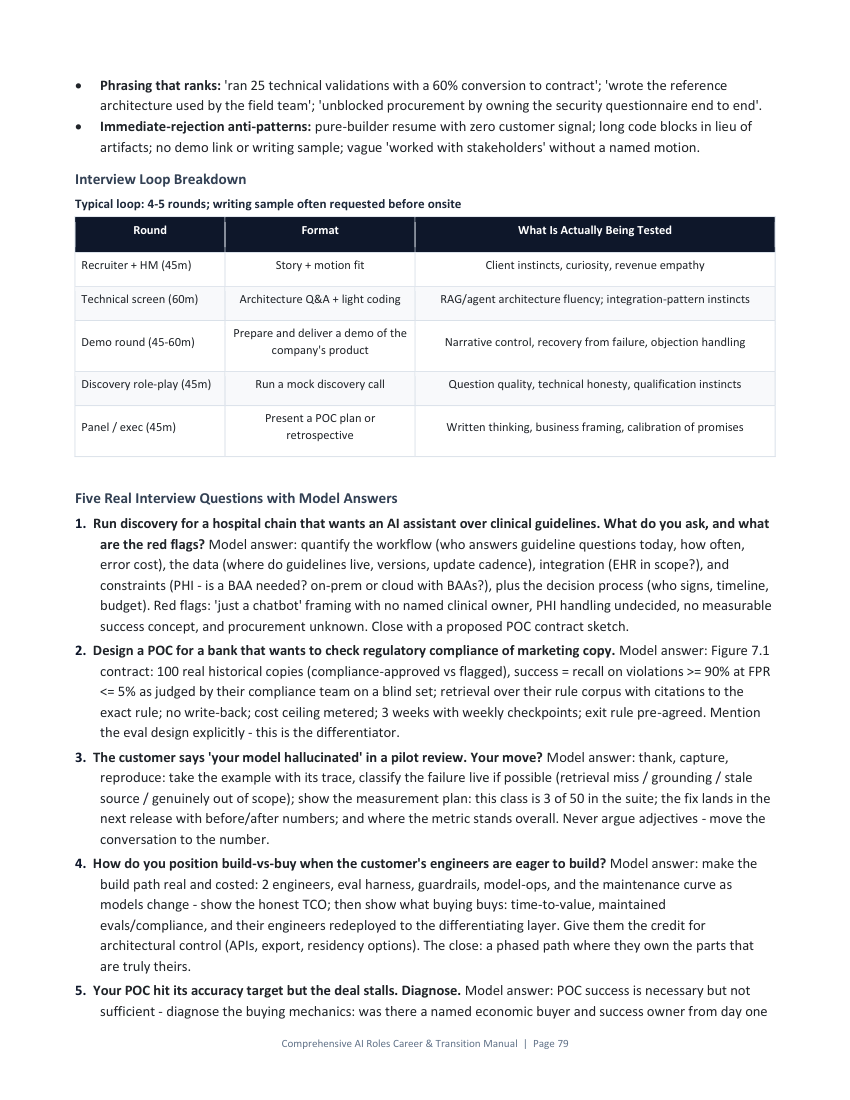 • Phrasing that ranks: 'ran 25 technical validations with a 60% conversion to contract'; 'wrote the reference
architecture used by the field team'; 'unblocked procurement by owning the security questionnaire end to end'.
• Immediate-rejection anti-patterns: pure-builder resume with zero customer signal; long code blocks in lieu of
artifacts; no demo link or writing sample; vague 'worked with stakeholders' without a named motion.
Interview Loop Breakdown
Typical loop: 4-5 rounds; writing sample often requested before onsite
Round Format What Is Actually Being Tested
Recruiter + HM (45m) Story + motion fit Client instincts, curiosity, revenue empathy
Technical screen (60m) Architecture Q&A + light coding RAG/agent architecture fluency; integration-pattern instincts
Demo round (45-60m) Prepare and deliver a demo of the
company's product Narrative control, recovery from failure, objection handling
Discovery role-play (45m) Run a mock discovery call Question quality, technical honesty, qualification instincts
Panel / exec (45m) Present a POC plan or
retrospective Written thinking, business framing, calibration of promises
Five Real Interview Questions with Model Answers
1. Run discovery for a hospital chain that wants an AI assistant over clinical guidelines. What do you ask, and what
are the red flags? Model answer: quantify the workflow (who answers guideline questions today, how often,
error cost), the data (where do guidelines live, versions, update cadence), integration (EHR in scope?), and
constraints (PHI - is a BAA needed? on-prem or cloud with BAAs?), plus the decision process (who signs, timeline,
budget). Red flags: 'just a chatbot' framing with no named clinical owner, PHI handling undecided, no measurable
success concept, and procurement unknown. Close with a proposed POC contract sketch.
2. Design a POC for a bank that wants to check regulatory compliance of marketing copy. Model answer: Figure 7.1
contract: 100 real historical copies (compliance-approved vs flagged), success = recall on violations >= 90% at FPR
<= 5% as judged by their compliance team on a blind set; retrieval over their rule corpus with citations to the
exact rule; no write-back; cost ceiling metered; 3 weeks with weekly checkpoints; exit rule pre-agreed. Mention
the eval design explicitly - this is the differentiator.
3. The customer says 'your model hallucinated' in a pilot review. Your move? Model answer: thank, capture,
reproduce: take the example with its trace, classify the failure live if possible (retrieval miss / grounding / stale
source / genuinely out of scope); show the measurement plan: this class is 3 of 50 in the suite; the fix lands in the
next release with before/after numbers; and where the metric stands overall. Never argue adjectives - move the
conversation to the number.
4. How do you position build-vs-buy when the customer's engineers are eager to build? Model answer: make the
build path real and costed: 2 engineers, eval harness, guardrails, model-ops, and the maintenance curve as
models change - show the honest TCO; then show what buying buys: time-to-value, maintained
evals/compliance, and their engineers redeployed to the differentiating layer. Give them the credit for
architectural control (APIs, export, residency options). The close: a phased path where they own the parts that
are truly theirs.
5. Your POC hit its accuracy target but the deal stalls. Diagnose. Model answer: POC success is necessary but not
sufficient - diagnose the buying mechanics: was there a named economic buyer and success owner from day one
Comprehensive AI Roles Career & Transition Manual | Page 79